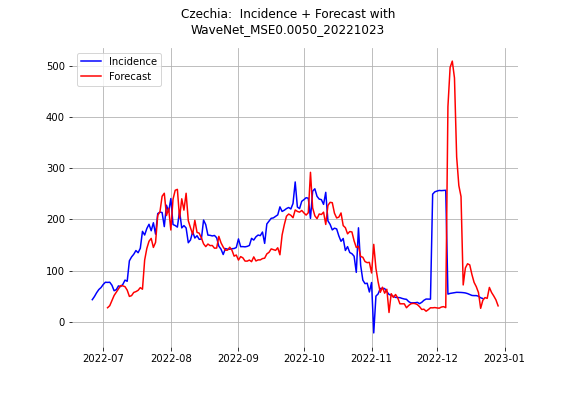 Czechia:  Incidence + Forecast with
WaveNet_MSE0.0050_20221023
Incidence
Forecast
500
400
300
200
100
0
2022-07 2022-08 2022-09 2022-10 2022-11 2022-12 2023-01